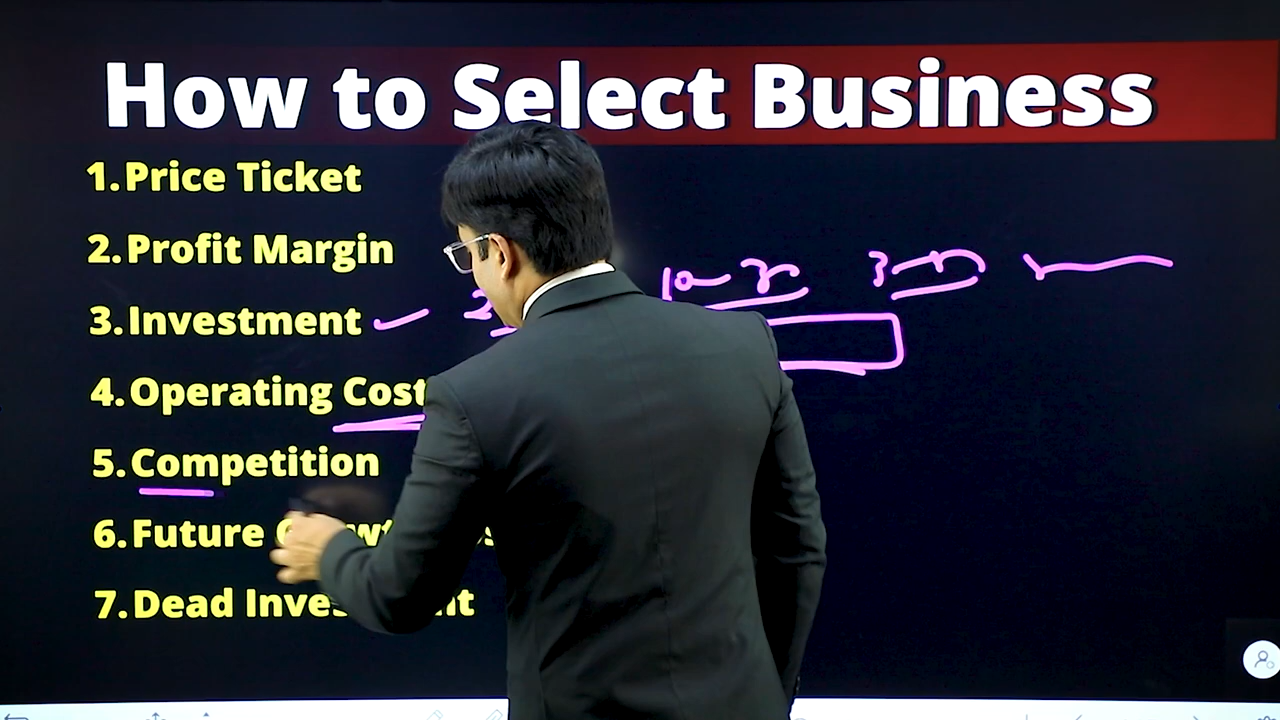 How to Select Business
1. Price Ticket
2. Profit Margin
3. Investment
4. Operating Cost
5. Competition
6. Future
7. Dead